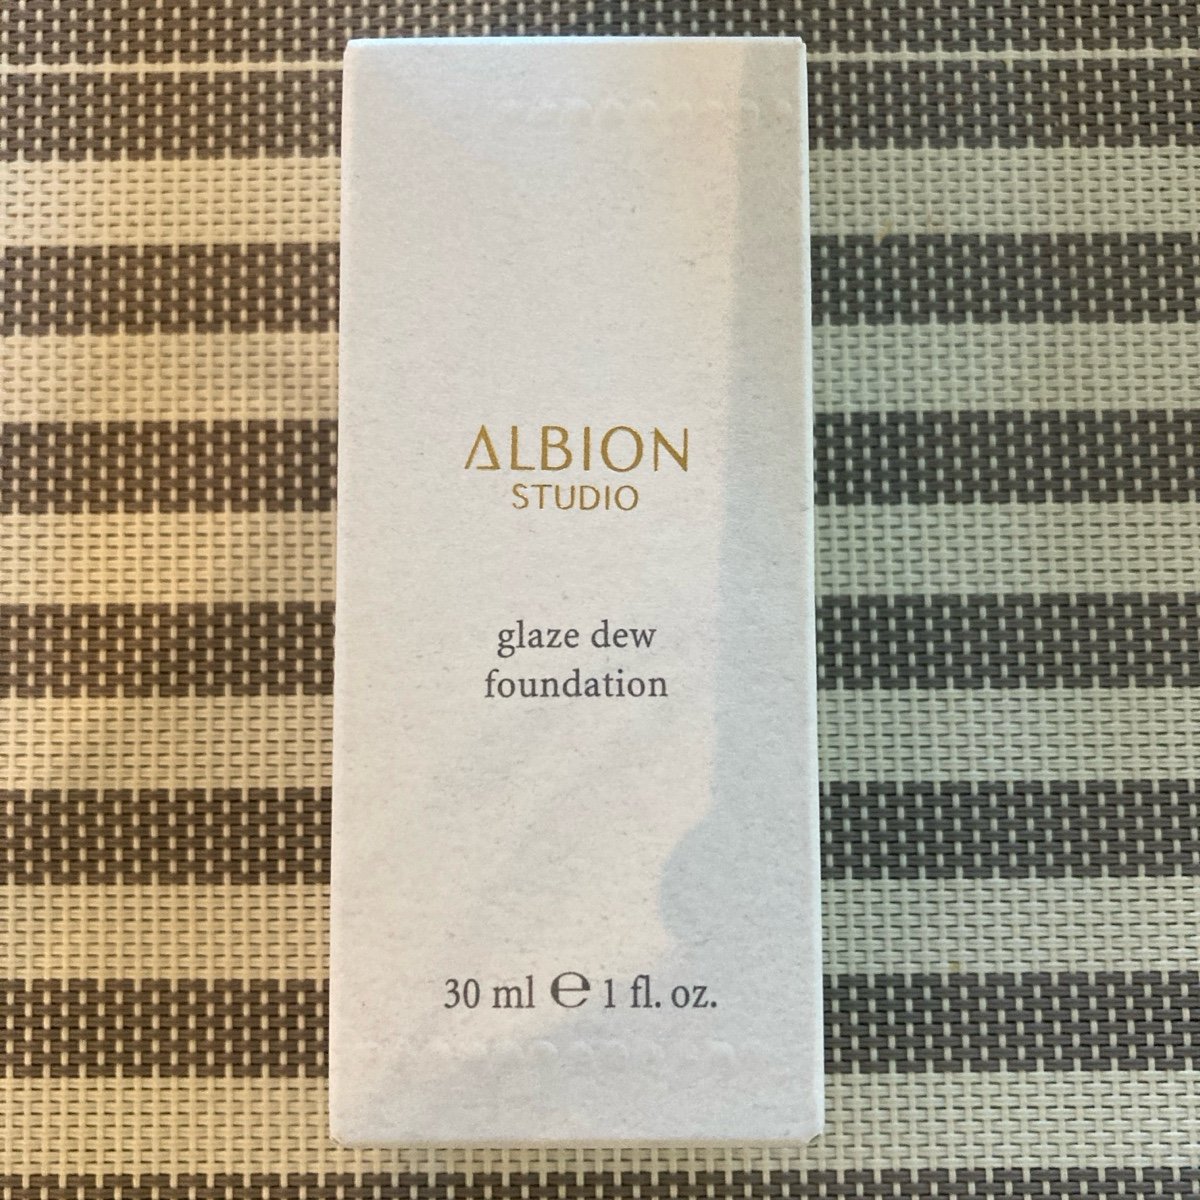 ALBION
STUDIO
glaze dew
foundation
30 ml ℮ 1 fl. oz.